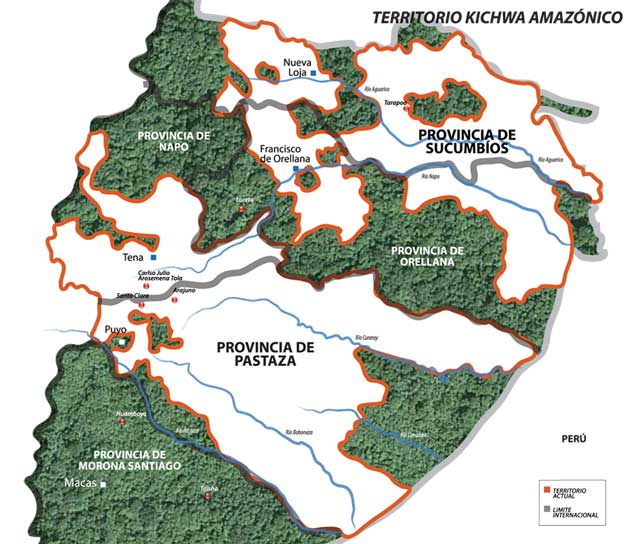 TERRITORIO KICHWA AMAZÓNICO
Nueva
Loja
Río Aguarico
Tarapoa
PROVINCIA DE
NAPO
PROVINCIA DE
SUCUMBÍOS
Francisco
de Orellana
Río Aguarico
Río Napo
Loreto
Tena
PROVINCIA DE
ORELLANA
Carlso Julio
Arosemena Tola
Santa Clara
Arajuno
Puyo
PROVINCIA DE
PASTAZA
Río Curaray
Huamboya
Río Bobonaza
Río Conambo
PROVINCIA DE
MORONA SANTIAGO
Macas
Taisha
PERÚ
TERRITORIO
ACTUAL
LIMITE
INTERNACIONAL